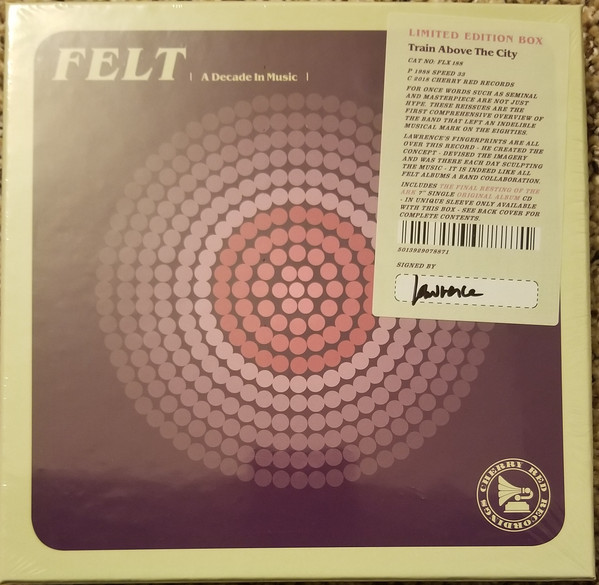 FELT
| A Decade In Music |
LIMITED EDITION BOX
Train Above The City
CAT NO: FLX 188
P 1988 SPEED 33
C 2018 CHERRY RED RECORDS
FOR ONCE WORDS SUCH AS SEMINAL
AND MASTERPIECE ARE NOT JUST
HYPE. THESE REISSUES ARE THE
FIRST COMPREHENSIVE OVERVIEW OF
THE BAND THAT LEFT AN INDELIBLE
MUSICAL MARK ON THE EIGHTIES.
LAWRENCE'S FINGERPRINTS ARE ALL
OVER THIS RECORD - HE CREATED THE
CONCEPT - DEVISED THE IMAGERY
AND WAS THERE EACH DAY SCULPTING
THE MUSIC - IT IS INDEED LIKE ALL
FELT ALBUMS A BAND COLLABORATION.
INCLUDES THE FINAL RESTING OF THE
ARK 7" SINGLE ORIGINAL ALBUM CD
- IN UNIQUE SLEEVE ONLY AVAILABLE
WITH THIS BOX - SEE BACK COVER FOR
COMPLETE CONTENTS.
5013929078871
SIGNED BY
Lawrence
CHERRY RED RECORDINGS